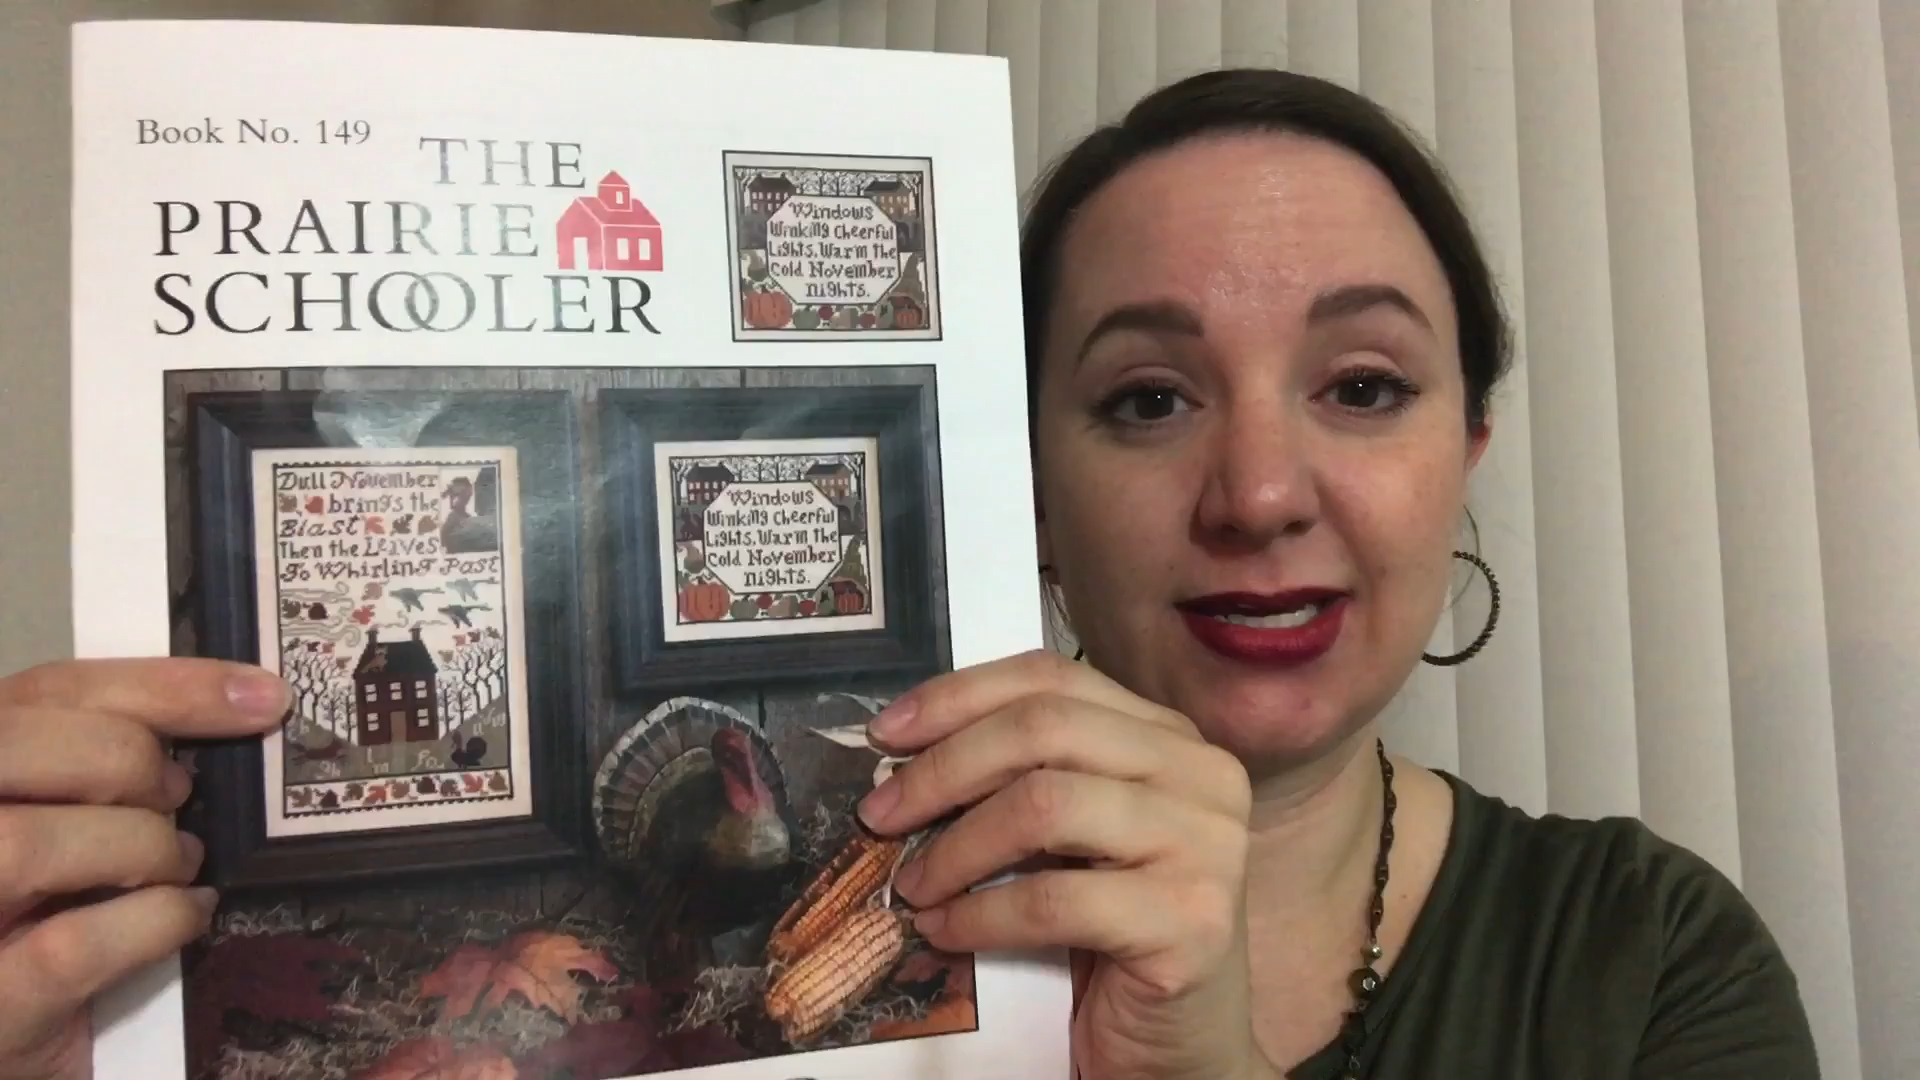 Book No. 149
THE
PRAIRIE
SCHOOLER
Windows
Winking Cheerful
Lights. Warm the
Cold November
nights.
Dull November
brings the
Blast
Then the Leaves
Go Whirling Past
Windows
Winking Cheerful
Lights. Warm the
Cold November
nights.